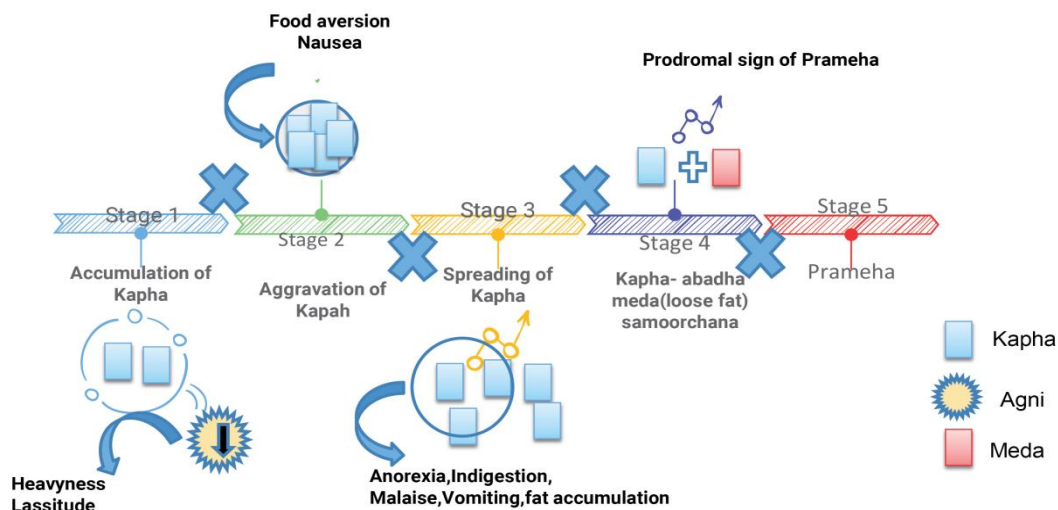 Food aversion
Nausea
Prodromal sign of Prameha
Stage 1
Stage 2
Stage 3
Stage 4
Stage 5
Accumulation of
Kapha
Aggravation of
Kapah
Spreading of
Kapha
Kapha- abadha
meda(loose fat)
samoorchana
Prameha
Kapha
Agni
Meda
Heavyness
Lassitude
Anorexia,Indigestion,
Malaise,Vomiting,fat accumulation